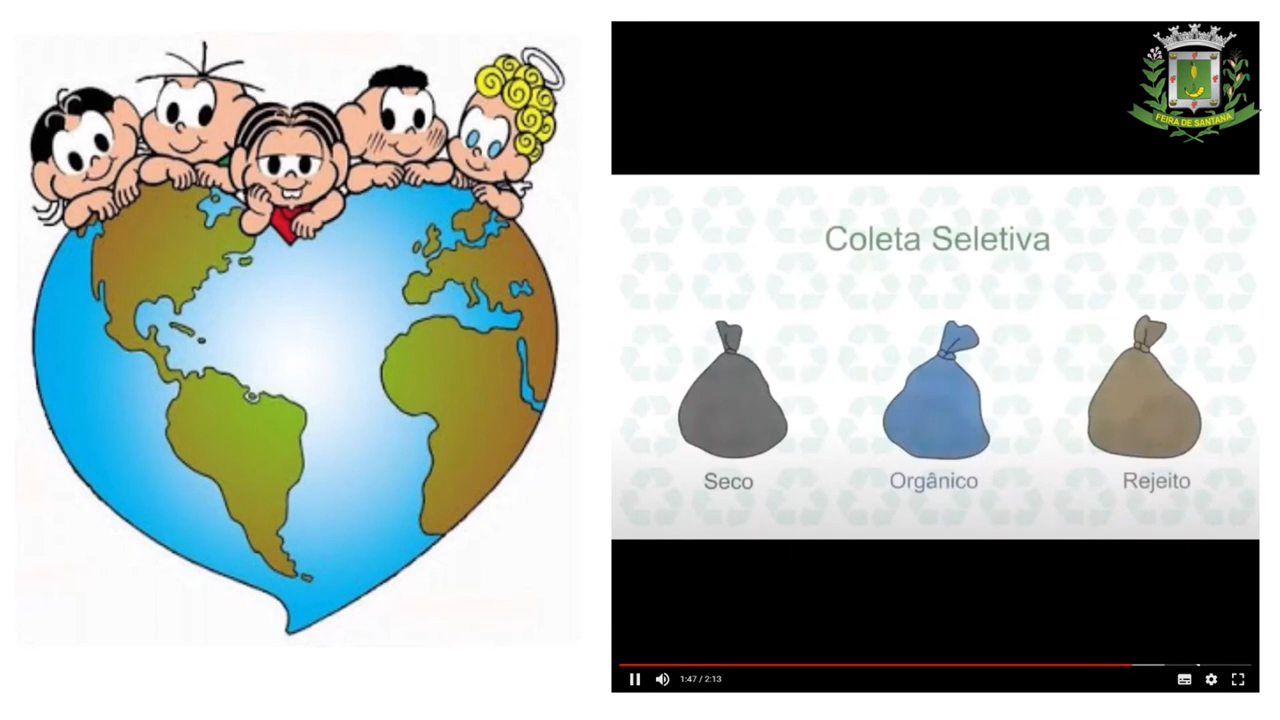 FEIRA DE SANTANA
Coleta Seletiva
Seco
Orgânico
Rejeito
1:47 / 2:13